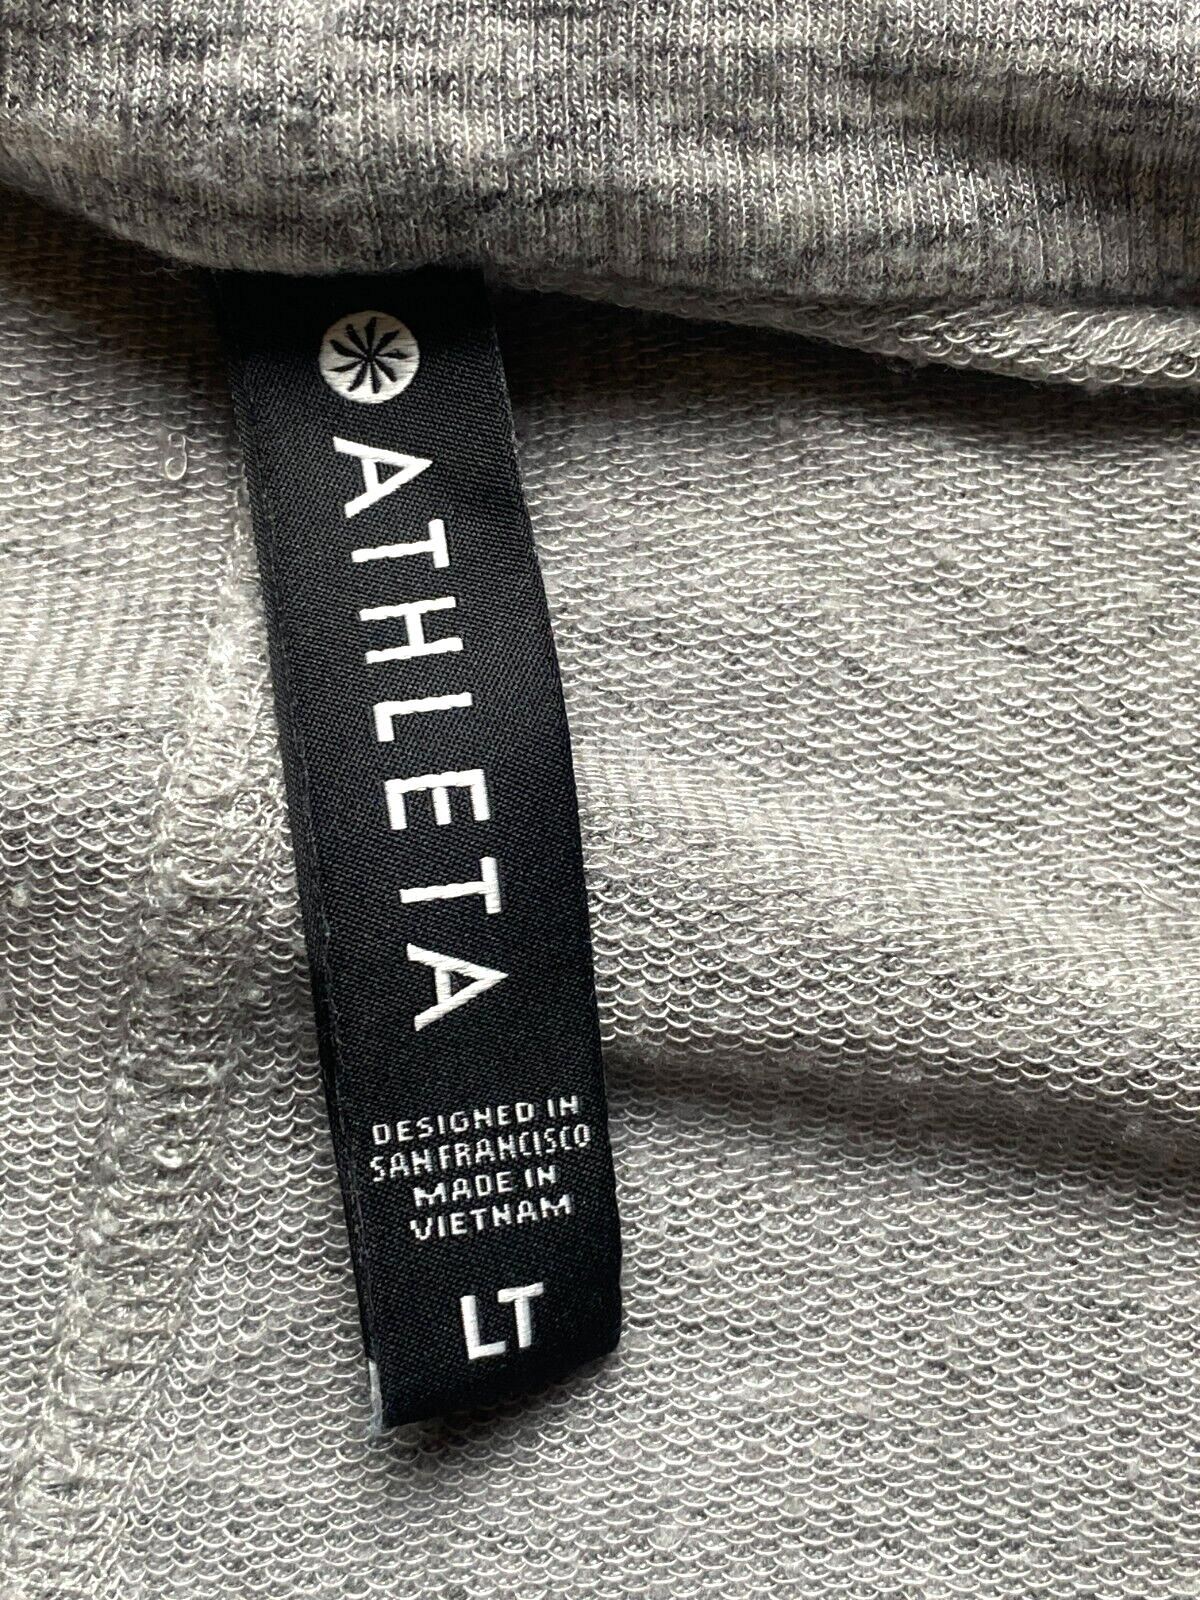 ATHLETA
DESIGNED IN
SAN FRANCISCO
MADE IN
VIETNAM
LT